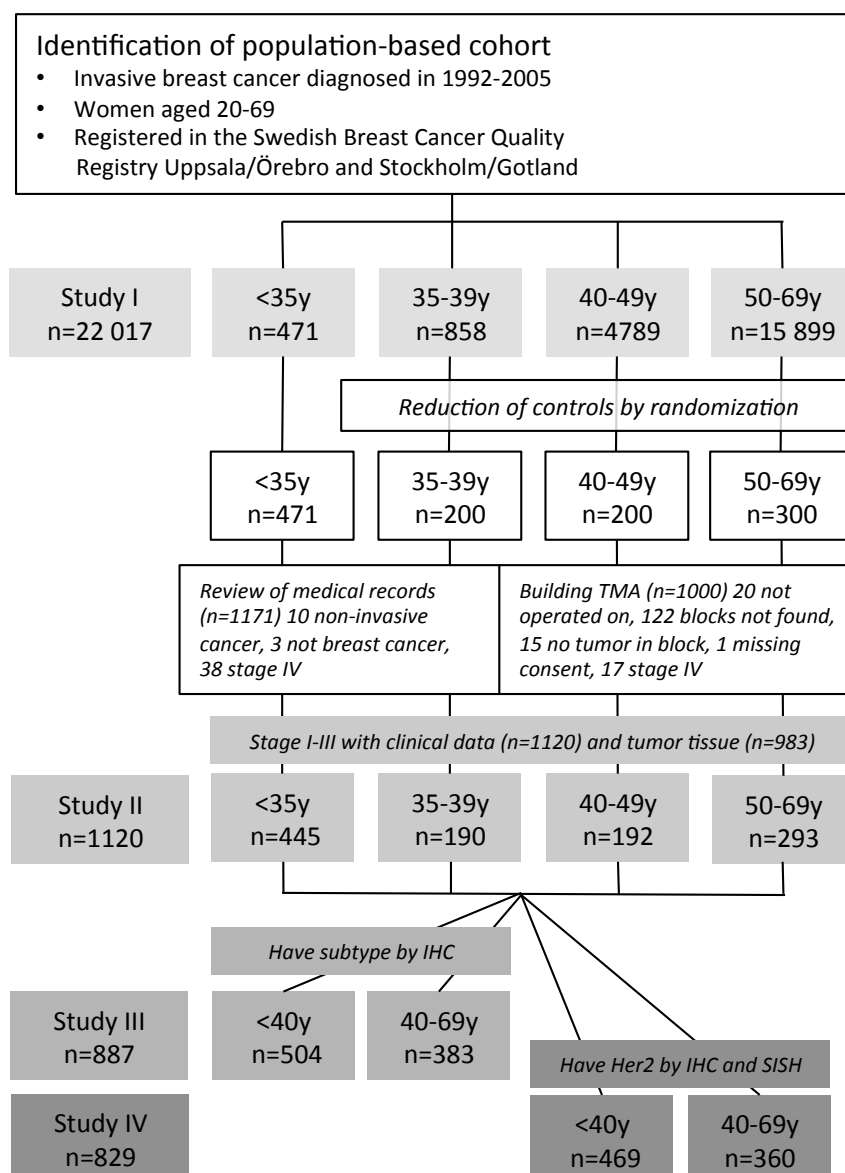 Identification of population-based cohort
• Invasive breast cancer diagnosed in 1992-2005
• Women aged 20-69
• Registered in the Swedish Breast Cancer Quality
Registry Uppsala/Örebro and Stockholm/Gotland
Study I
n=22 017
<35y
n=471
35-39y
n=858
40-49y
n=4789
50-69y
n=15 899
Reduction of controls by randomization
<35y
n=471
35-39y
n=200
40-49y
n=200
50-69y
n=300
Review of medical records
(n=1171) 10 non-invasive
cancer, 3 not breast cancer,
38 stage IV
Building TMA (n=1000) 20 not
operated on, 122 blocks not found,
15 no tumor in block, 1 missing
consent, 17 stage IV
Stage I-III with clinical data (n=1120) and tumor tissue (n=983)
Study II
n=1120
<35y
n=445
35-39y
n=190
40-49y
n=192
50-69y
n=293
Have subtype by IHC
Study III
n=887
<40y
n=504
40-69y
n=383
Have Her2 by IHC and SISH
Study IV
n=829
<40y
n=469
40-69y
n=360